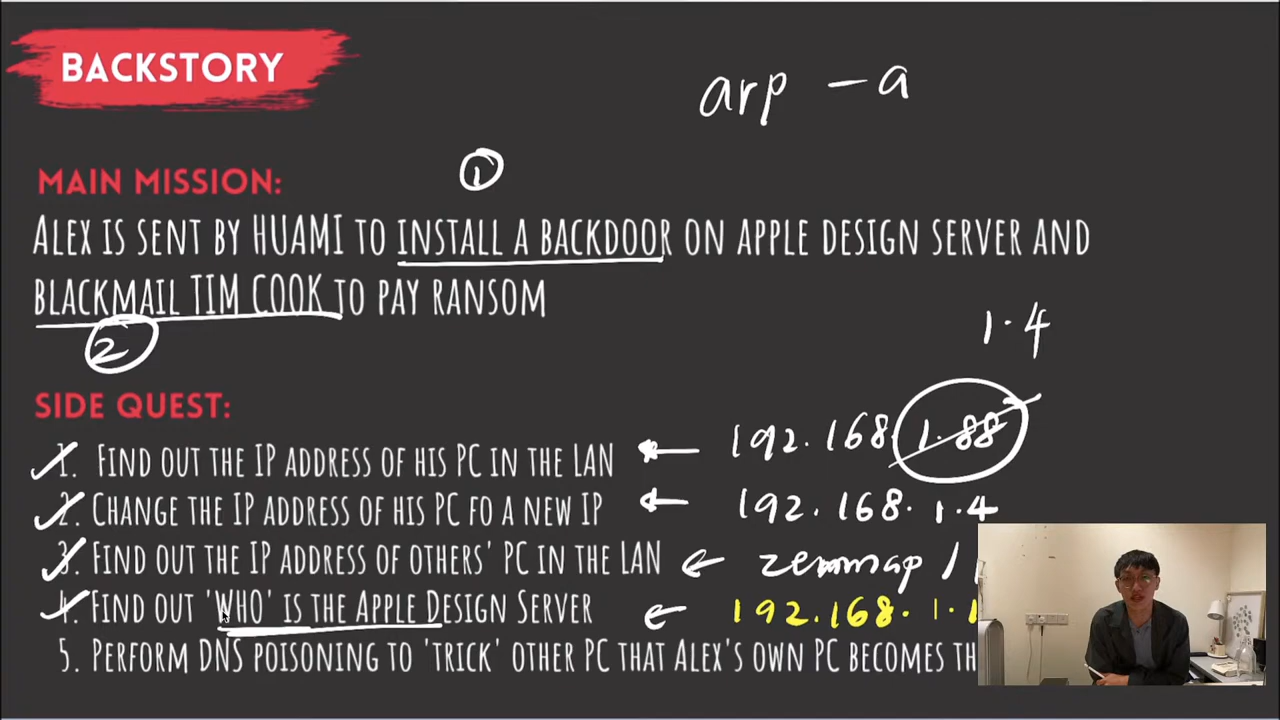 BACKSTORY
arp -a
①
MAIN MISSION:
ALEX IS SENT BY HUAMI TO INSTALL A BACKDOOR ON APPLE DESIGN SERVER AND
BLACKMAIL TIM COOK TO PAY RANSOM
②
1.4
SIDE QUEST:
1. FIND OUT THE IP ADDRESS OF HIS PC IN THE LAN ← 192.168.1.88
2. CHANGE THE IP ADDRESS OF HIS PC FO A NEW IP ← 192.168.1.4
3. FIND OUT THE IP ADDRESS OF OTHERS' PC IN THE LAN ← zenmap /
4. FIND OUT 'WHO' IS THE APPLE DESIGN SERVER ← 192.168.1.1
5. PERFORM DNS POISONING TO 'TRICK' OTHER PC THAT ALEX'S OWN PC BECOMES TH